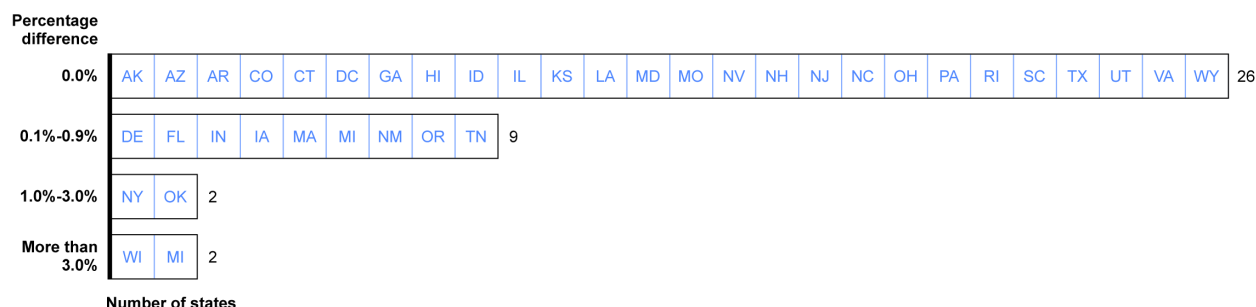 Percentage
difference
0.0% AK AZ AR CO CT DC GA HI ID IL KS LA MD MO NV NH NJ NC OH PA RI SC TX UT VA WY 26
0.1%-0.9% DE FL IN IA MA MI NM OR TN 9
1.0%-3.0% NY OK 2
More than
3.0% WI MI 2
Number of states